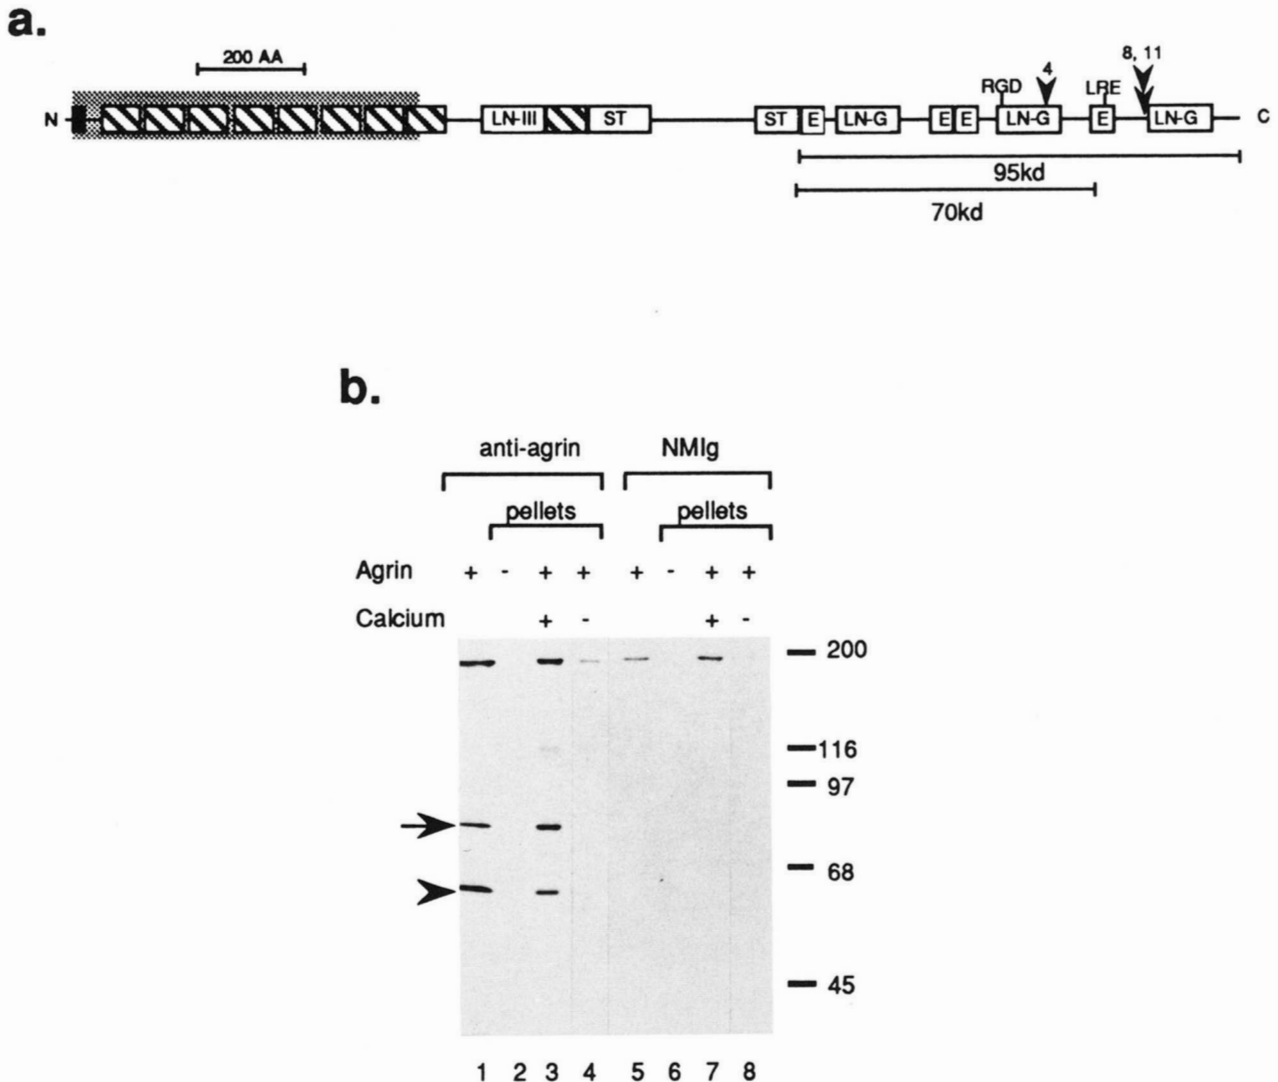 a.
200 AA
N LN-III ST ST E LN-G E E RGD LN-G 4 LRE E 8, 11 LN-G C
95kd
70kd
b.
anti-agrin NMIg
pellets pellets
Agrin + - + + + - + +
Calcium + - + -
200
116
97
68
45
1 2 3 4 5 6 7 8